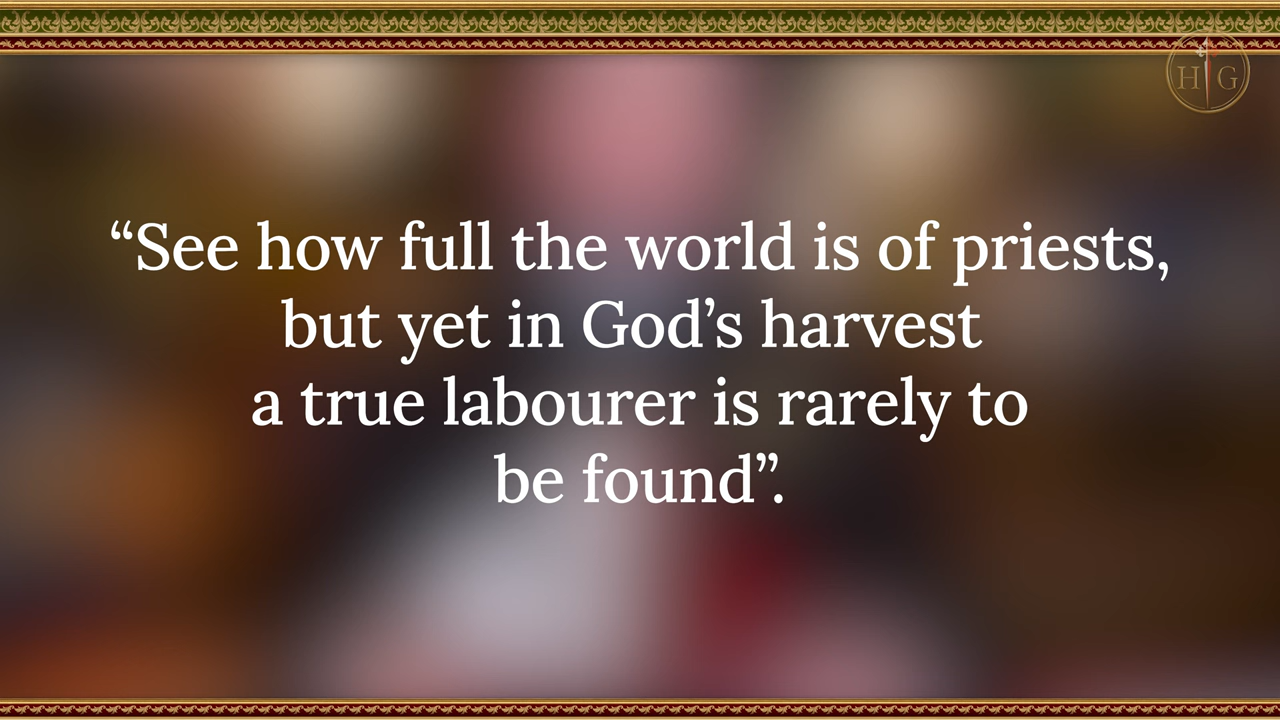 H G
“See how full the world is of priests,
but yet in God’s harvest
a true labourer is rarely to
be found”.